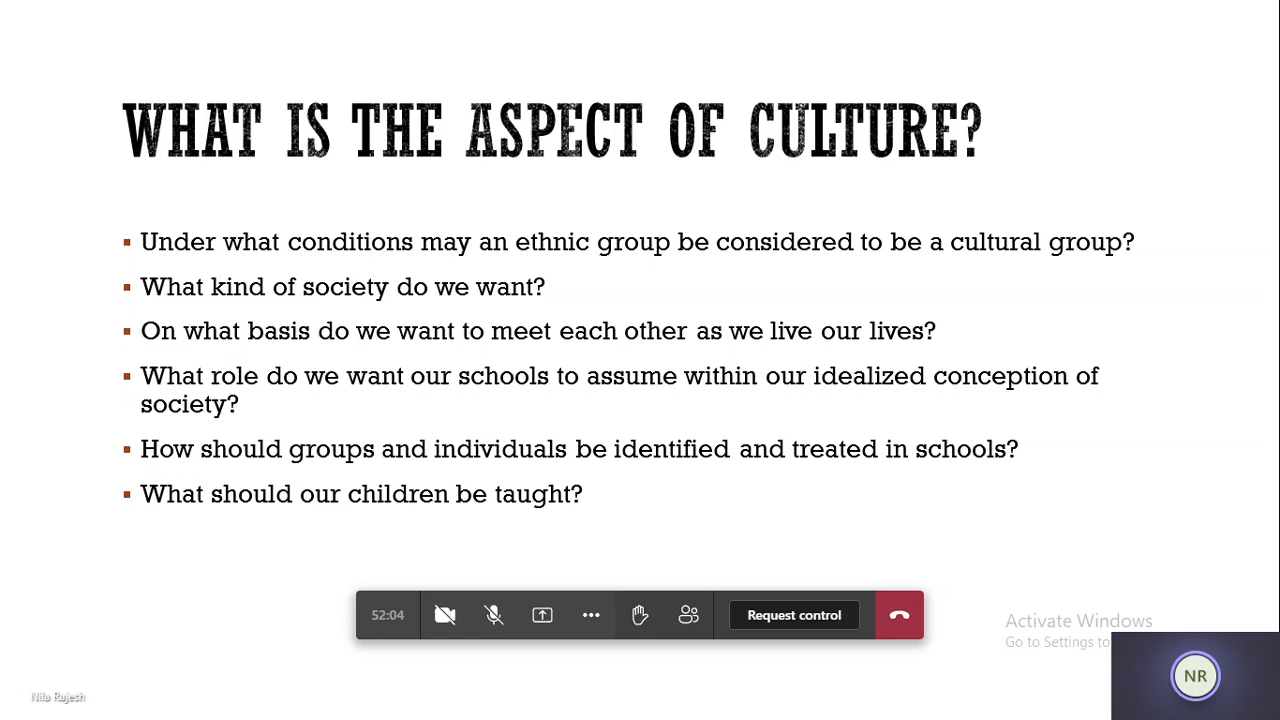 WHAT IS THE ASPECT OF CULTURE?
Under what conditions may an ethnic group be considered to be a cultural group?
What kind of society do we want?
On what basis do we want to meet each other as we live our lives?
What role do we want our schools to assume within our idealized conception of
society?
How should groups and individuals be identified and treated in schools?
What should our children be taught?
52:04
Request control
Activate Windows
Go to Settings to
NR
Nila Rajesh